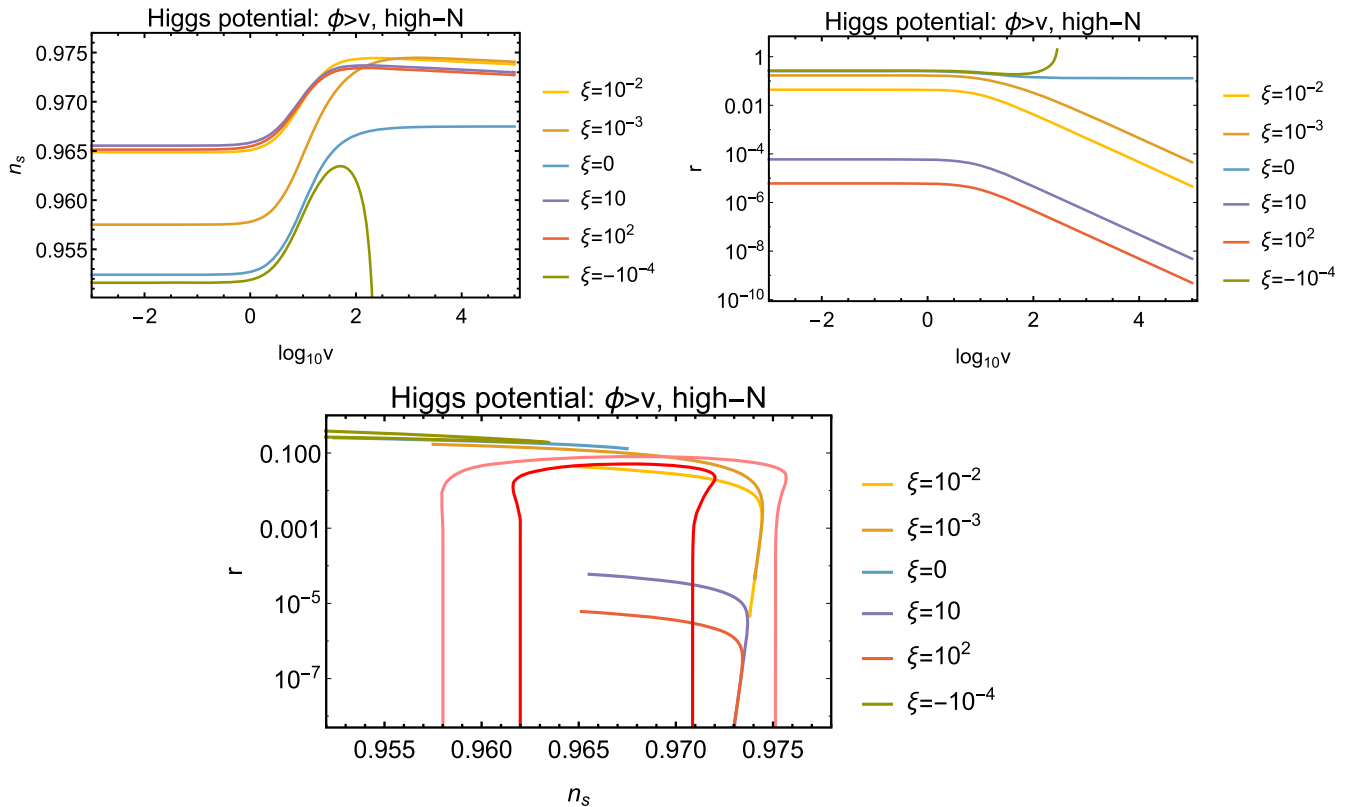 Higgs potential: ϕ>v, high−N
0.975
0.970
0.965
0.960
0.955
n_s
−2 0 2 4
log₁₀v
ξ=10⁻²
ξ=10⁻³
ξ=0
ξ=10
ξ=10²
ξ=−10⁻⁴
Higgs potential: ϕ>v, high−N
1
0.01
10⁻⁴
10⁻⁶
10⁻⁸
10⁻¹⁰
r
−2 0 2 4
log₁₀v
ξ=10⁻²
ξ=10⁻³
ξ=0
ξ=10
ξ=10²
ξ=−10⁻⁴
Higgs potential: ϕ>v, high−N
0.100
0.001
10⁻⁵
10⁻⁷
r
0.955 0.960 0.965 0.970 0.975
n_s
ξ=10⁻²
ξ=10⁻³
ξ=0
ξ=10
ξ=10²
ξ=−10⁻⁴